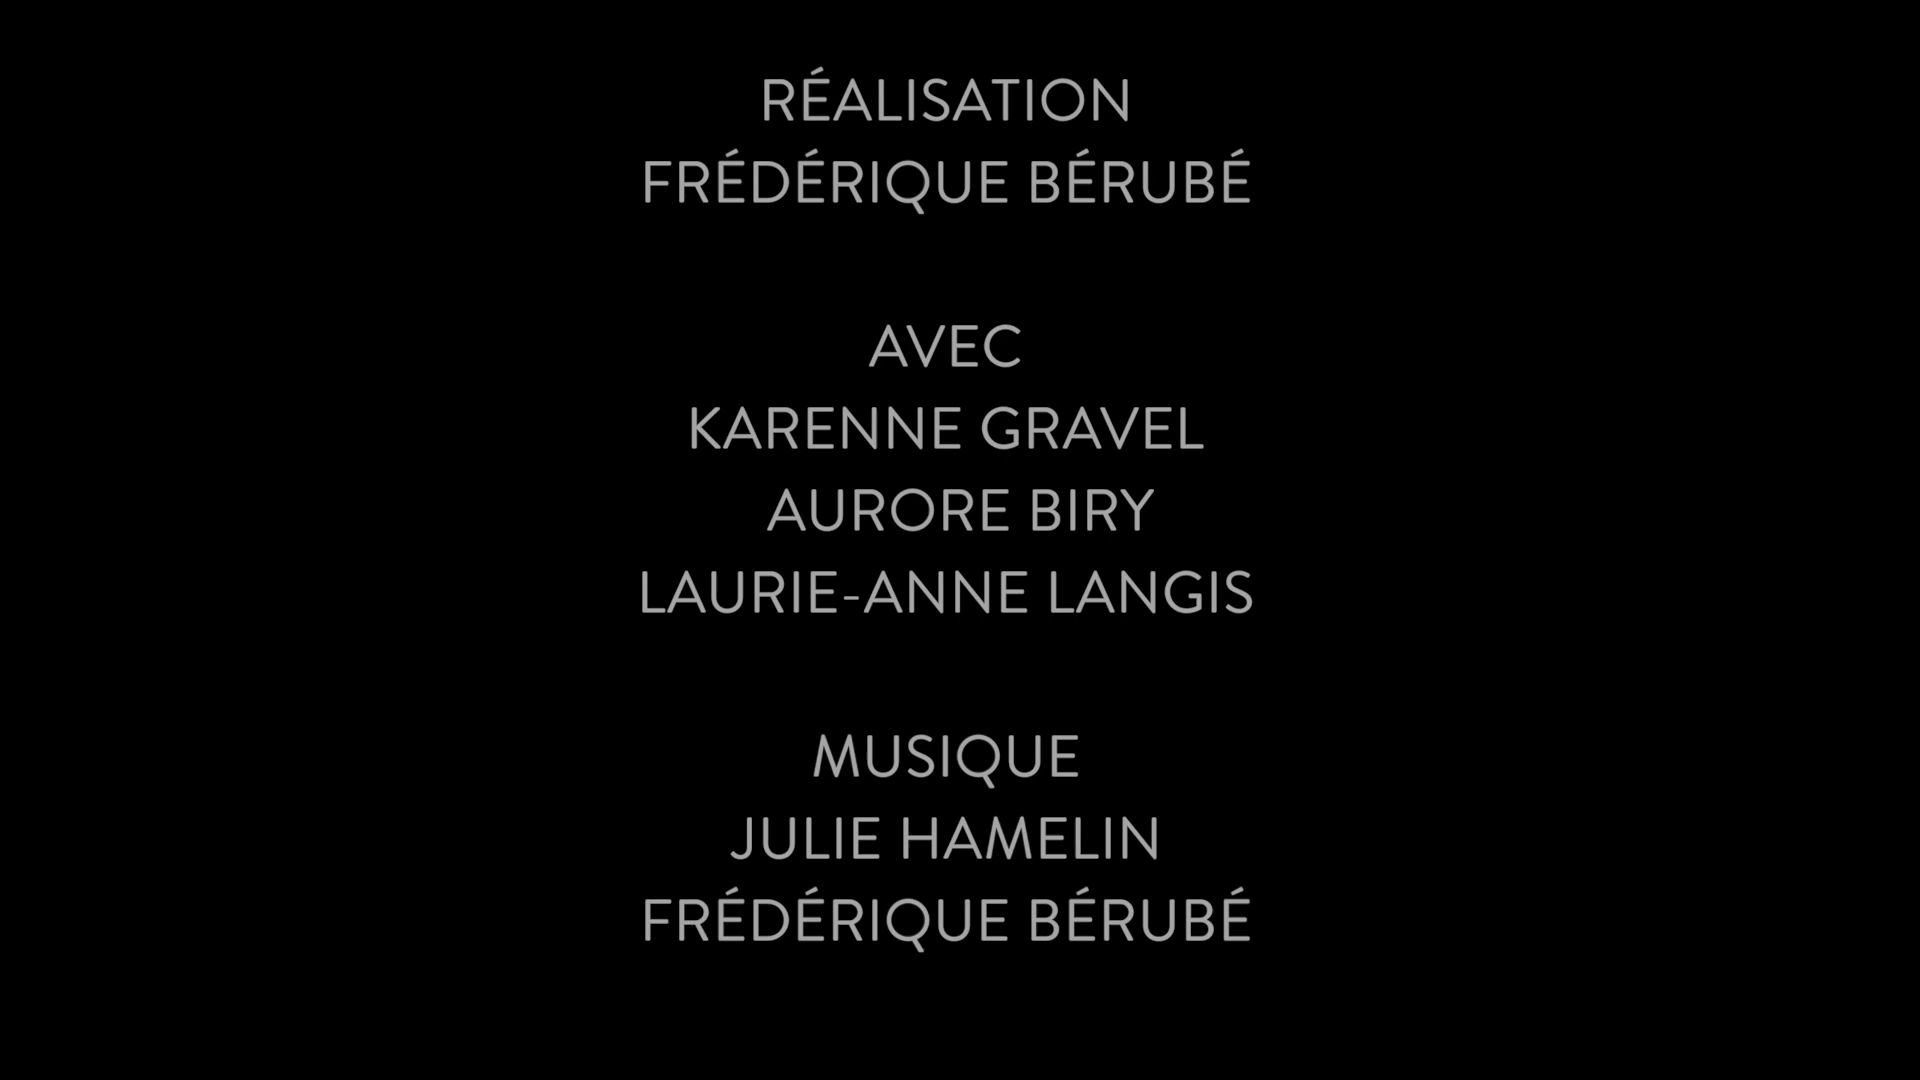 RÉALISATION
FRÉDÉRIQUE BÉRUBÉ
AVEC
KARENNE GRAVEL
AURORE BIRY
LAURIE-ANNE LANGIS
MUSIQUE
JULIE HAMELIN
FRÉDÉRIQUE BÉRUBÉ